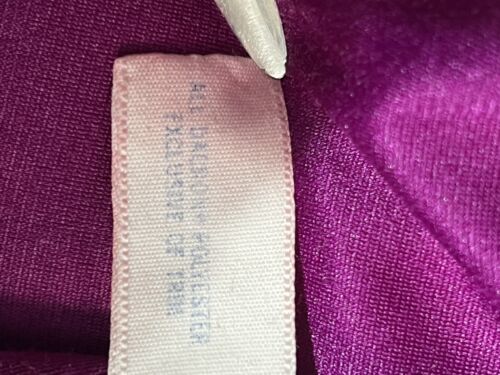 ALL DACRON® POLYESTER
EXCLUSIVE OF TRIM